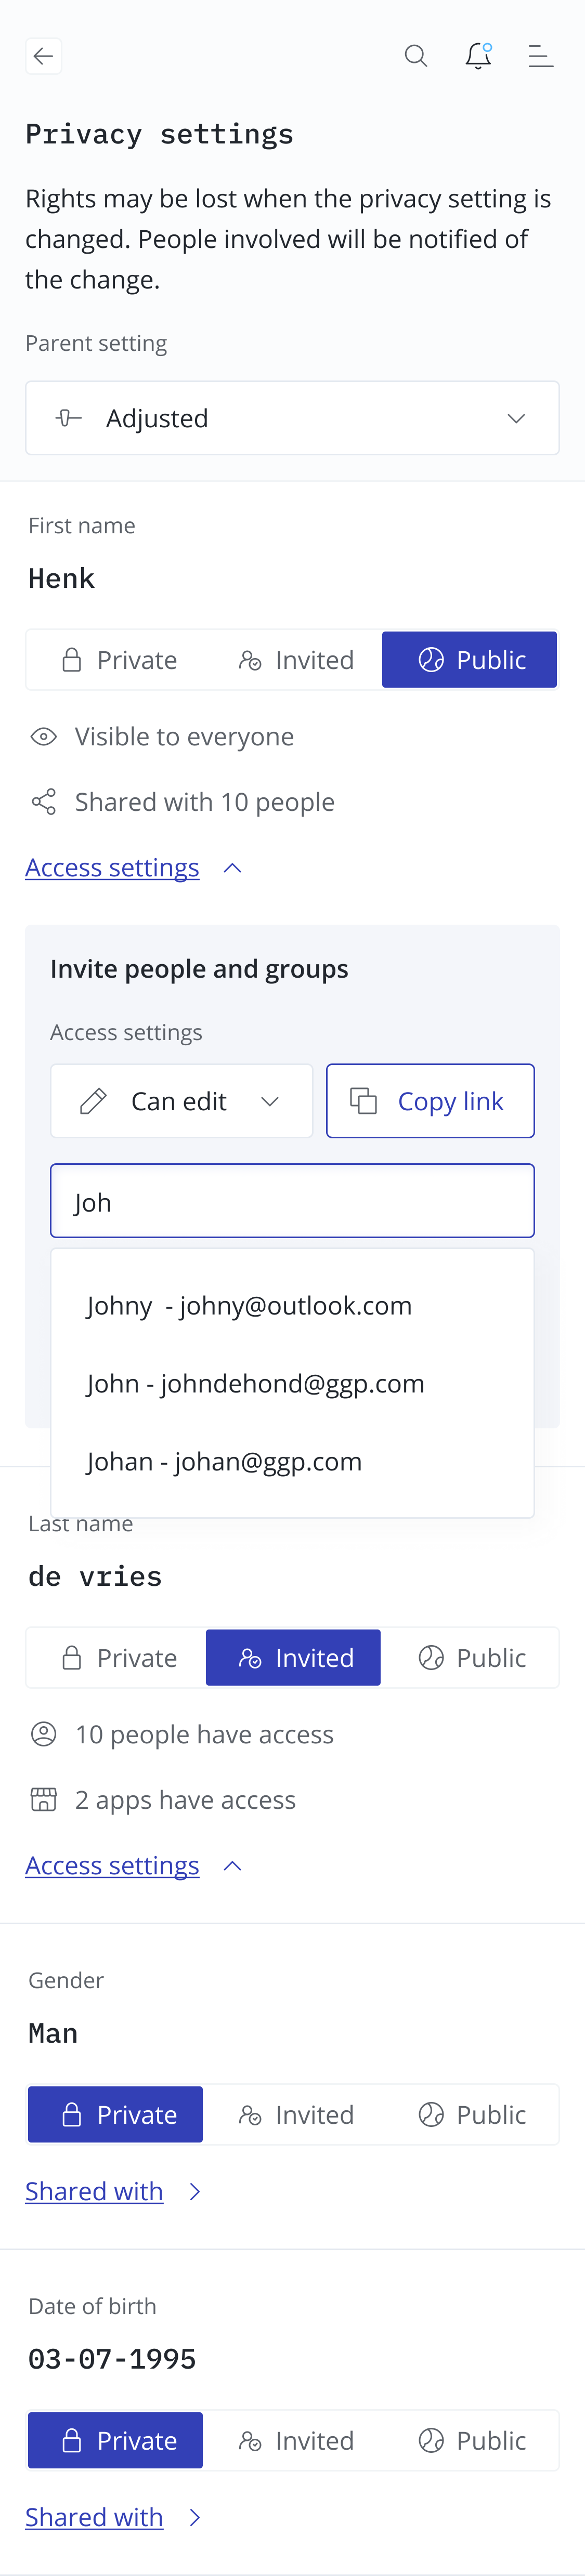 Privacy settings
Rights may be lost when the privacy setting is
changed. People involved will be notified of
the change.
Parent setting
Adjusted
First name
Henk
Private Invited Public
Visible to everyone
Shared with 10 people
Access settings
Invite people and groups
Access settings
Can edit Copy link
Joh
Johny - johny@outlook.com
John - johndehond@ggp.com
Johan - johan@ggp.com
Last name
de vries
Private Invited Public
10 people have access
2 apps have access
Access settings
Gender
Man
Private Invited Public
Shared with
Date of birth
03-07-1995
Private Invited Public
Shared with